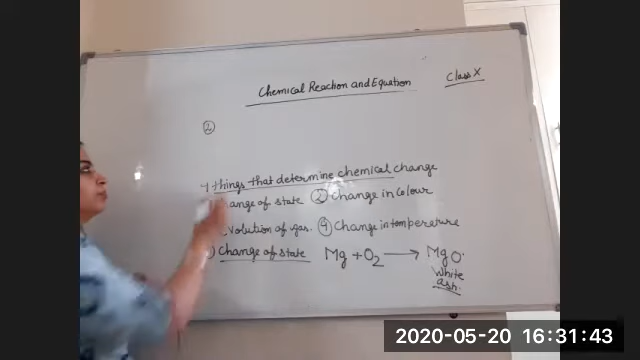 Chemical Reaction and Equation
Class X
②
4 things that determine chemical change
hange of state ② Change in Colour
volution of gas. ④ Change in temperature
) Change of state Mg + O₂ → MgO.
White
ash.
2020-05-20 16:31:43